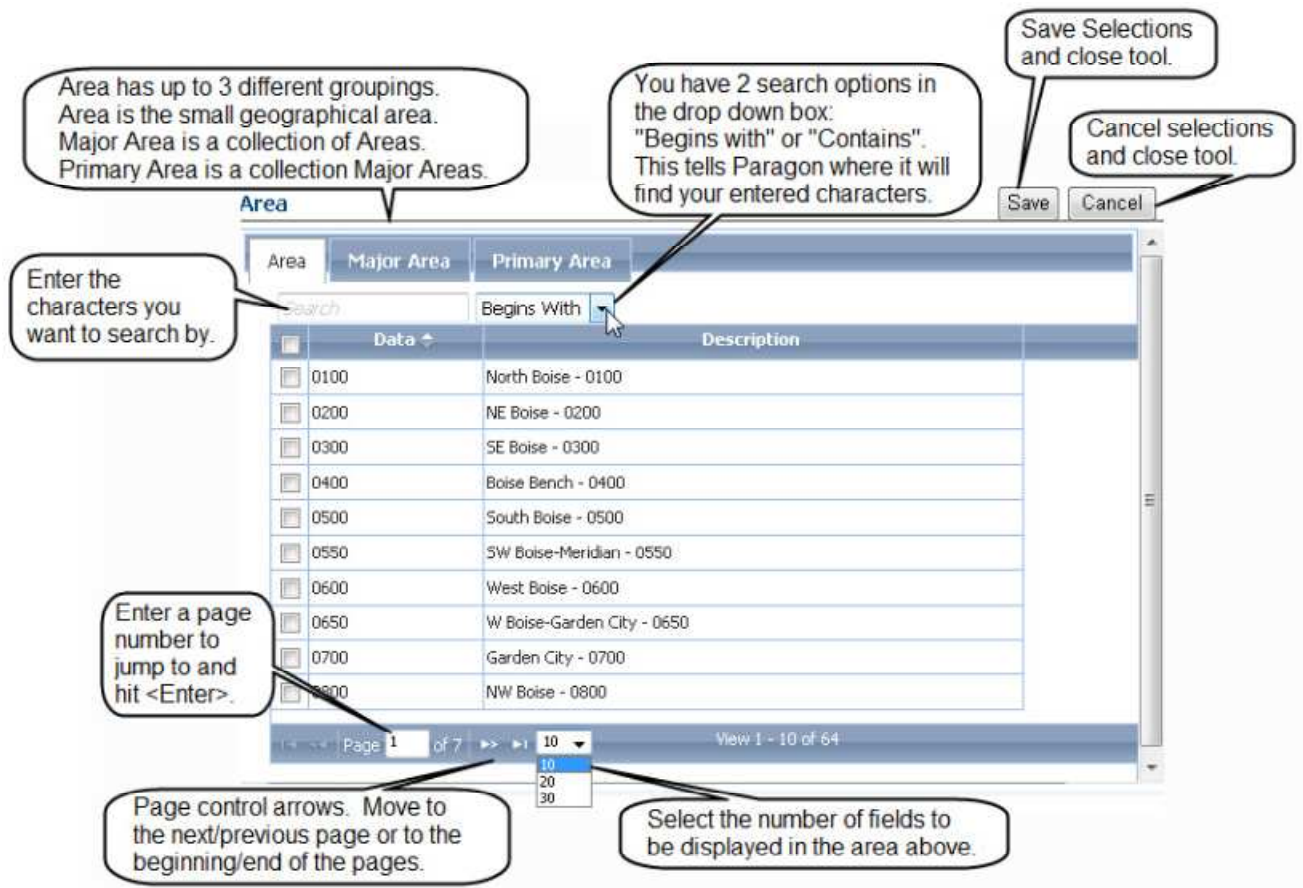 Save Selections
and close tool.
Area has up to 3 different groupings.
Area is the small geographical area.
Major Area is a collection of Areas.
Primary Area is a collection Major Areas.
You have 2 search options in
the drop down box:
"Begins with" or "Contains".
This tells Paragon where it will
find your entered characters.
Cancel selections
and close tool.
Area
Save Cancel
Area Major Area Primary Area
Enter the
characters you
want to search by.
Search Begins With
Data Description
0100 North Boise - 0100
0200 NE Boise - 0200
0300 SE Boise - 0300
0400 Boise Bench - 0400
0500 South Boise - 0500
0550 SW Boise-Meridian - 0550
0600 West Boise - 0600
0650 W Boise-Garden City - 0650
0700 Garden City - 0700
0800 NW Boise - 0800
Enter a page
number to
jump to and
hit <Enter>.
Page 1 of 7 10 View 1 - 10 of 64
10
20
30
Page control arrows. Move to
the next/previous page or to the
beginning/end of the pages.
Select the number of fields to
be displayed in the area above.